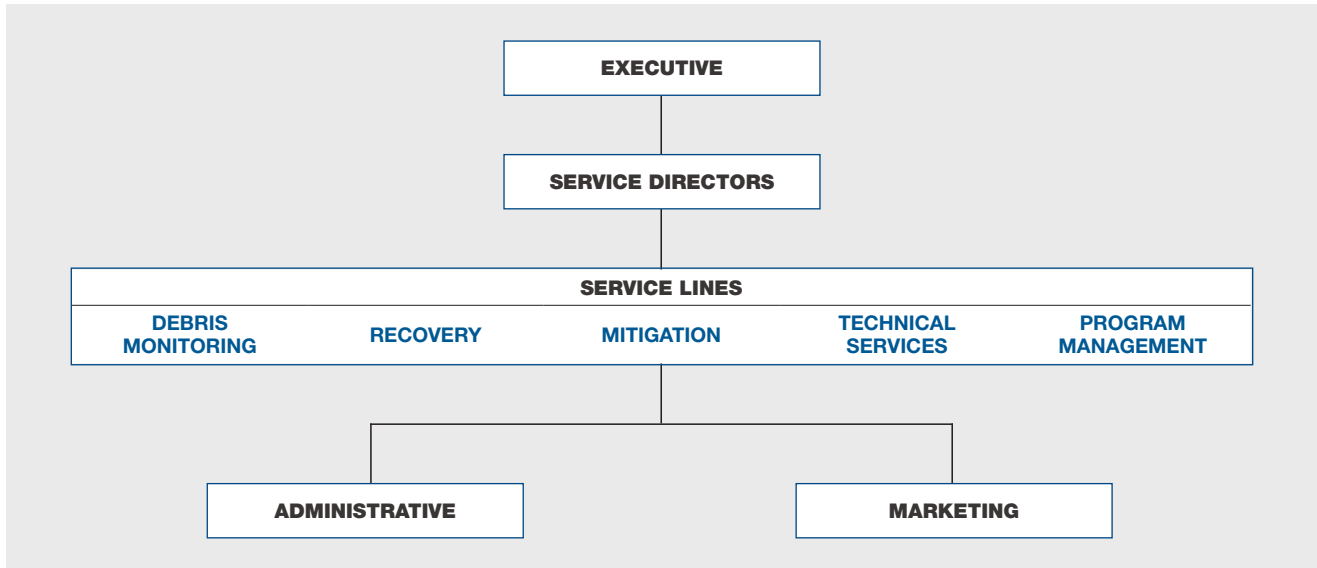 EXECUTIVE
SERVICE DIRECTORS
SERVICE LINES
DEBRIS
MONITORING
RECOVERY
MITIGATION
TECHNICAL
SERVICES
PROGRAM
MANAGEMENT
ADMINISTRATIVE
MARKETING